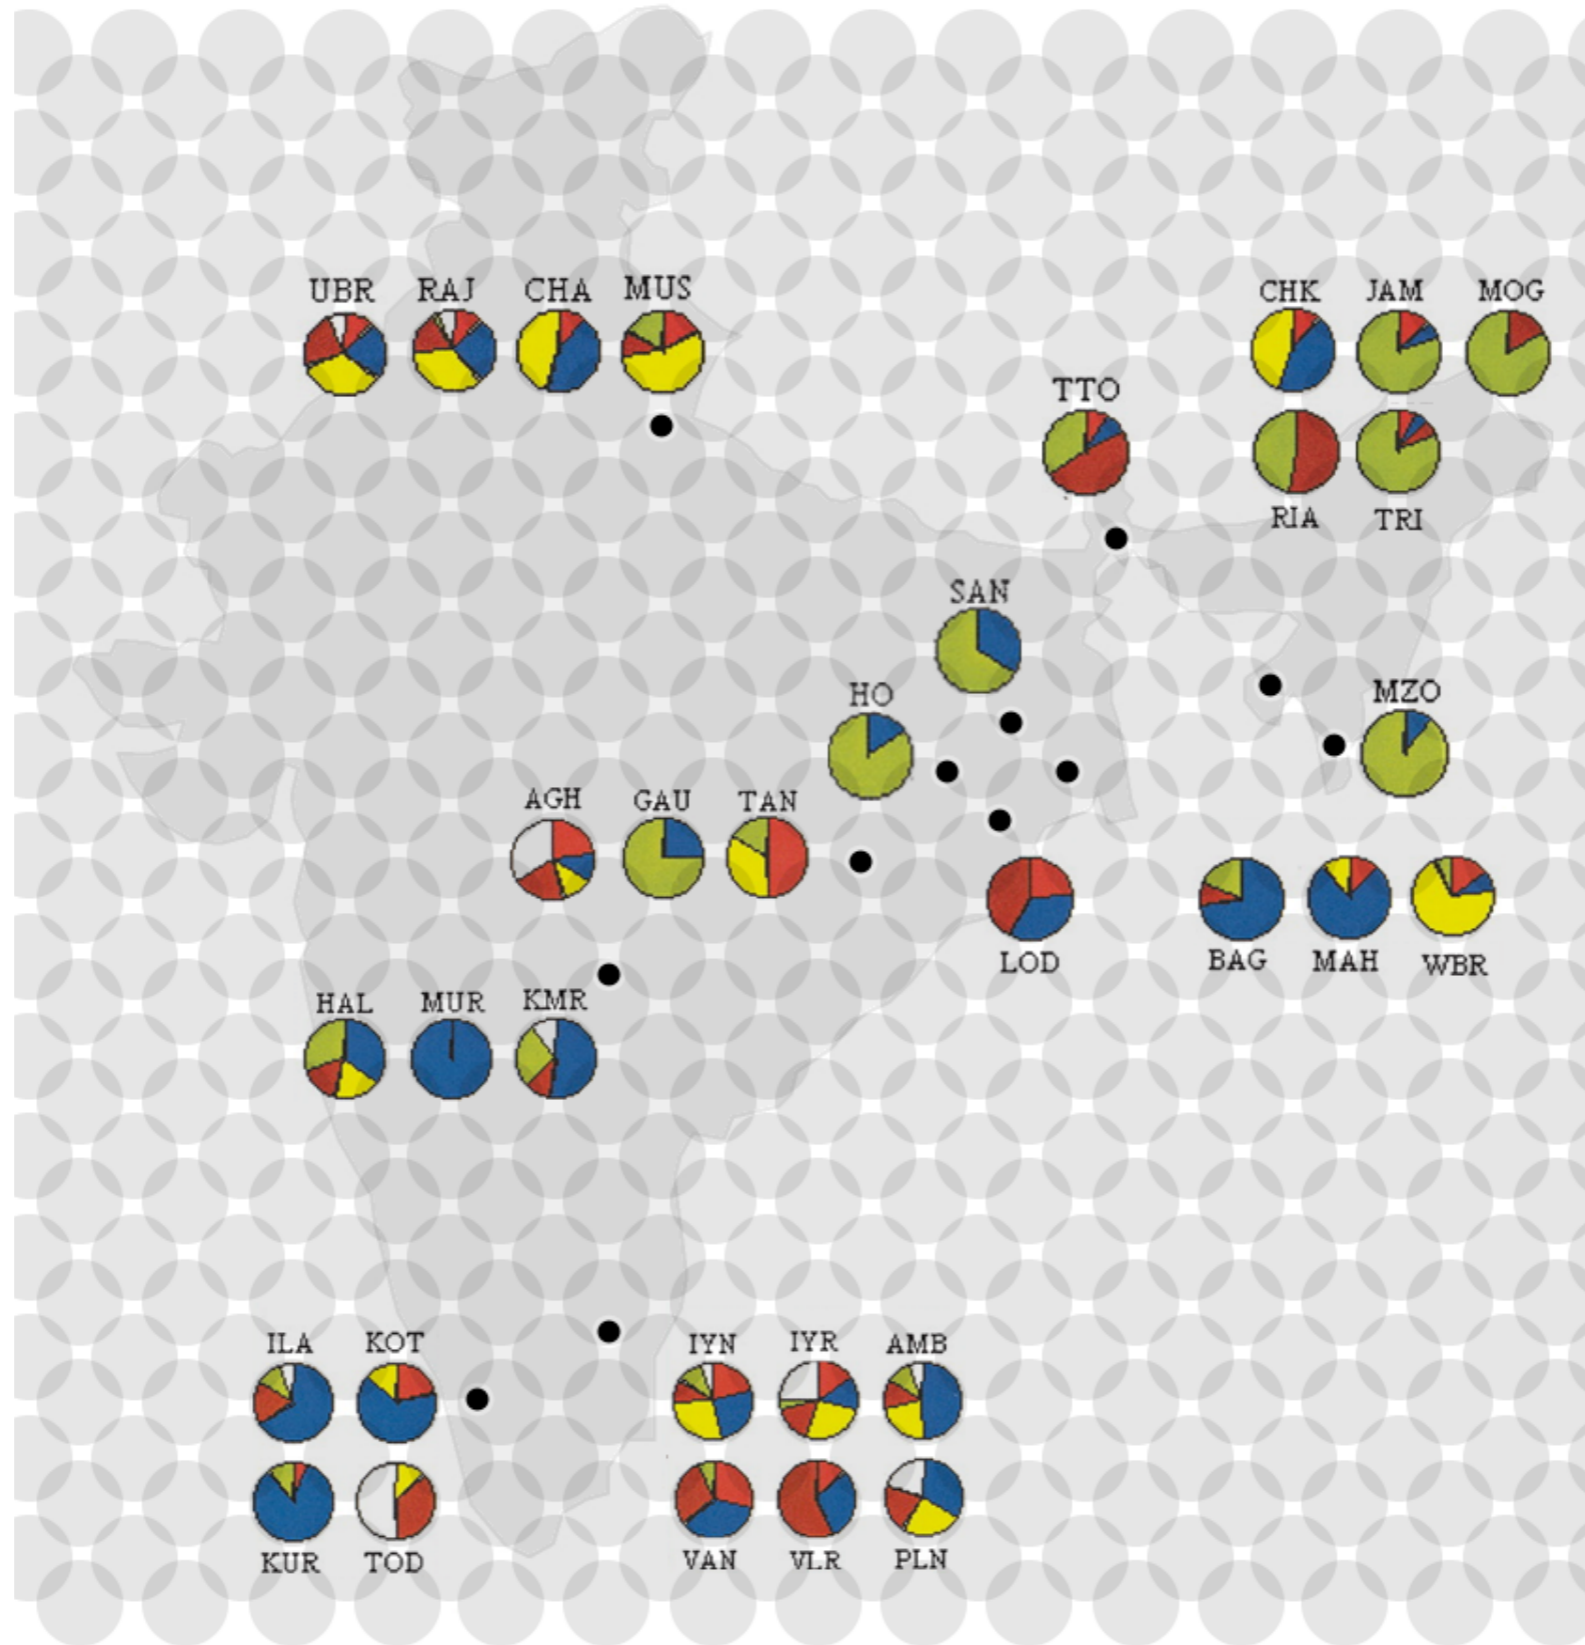 UBR RAJ CHA MUS
CHK JAM MOG
TTO
RIA TRI
SAN
HO
MZO
AGH GAU TAN
LOD
BAG MAH WBR
HAL MUR KMR
ILA KOT
IYN IYR AMB
KUR TOD
VAN VLR PLN